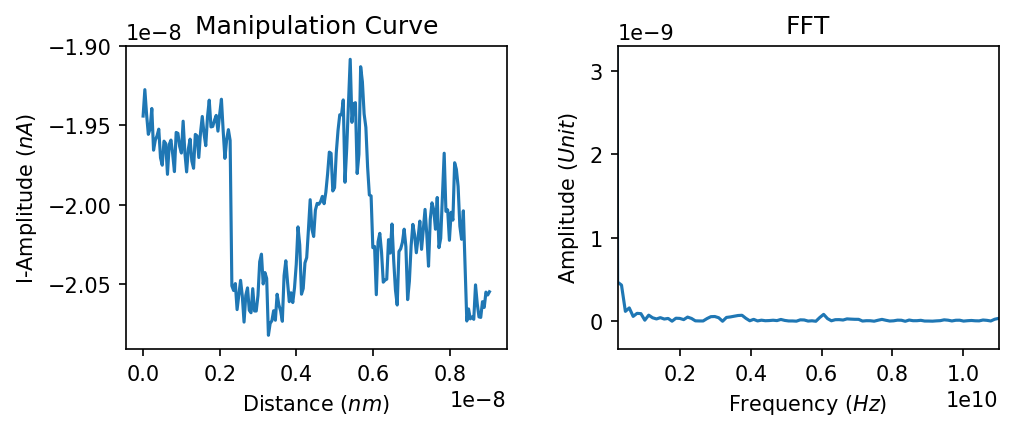 Manipulation Curve
1e−8
−1.90
−1.95
−2.00
−2.05
I-Amplitude (nA)
0.0 0.2 0.4 0.6 0.8
1e−8
Distance (nm)
FFT
1e−9
3
2
1
0
Amplitude (Unit)
0.2 0.4 0.6 0.8 1.0
1e10
Frequency (Hz)